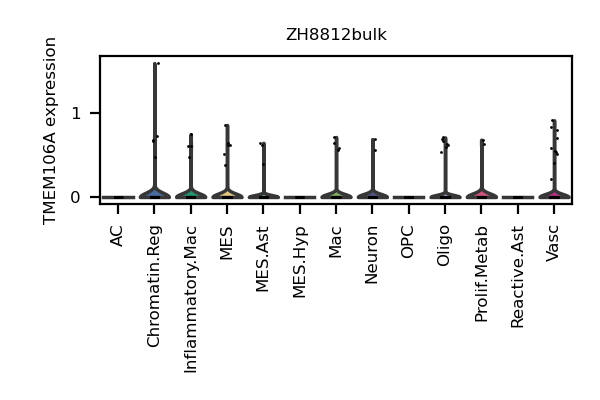 ZH8812bulk
TMEM106A expression
1
0
AC
Chromatin.Reg
Inflammatory.Mac
MES
MES.Ast
MES.Hyp
Mac
Neuron
OPC
Oligo
Prolif.Metab
Reactive.Ast
Vasc